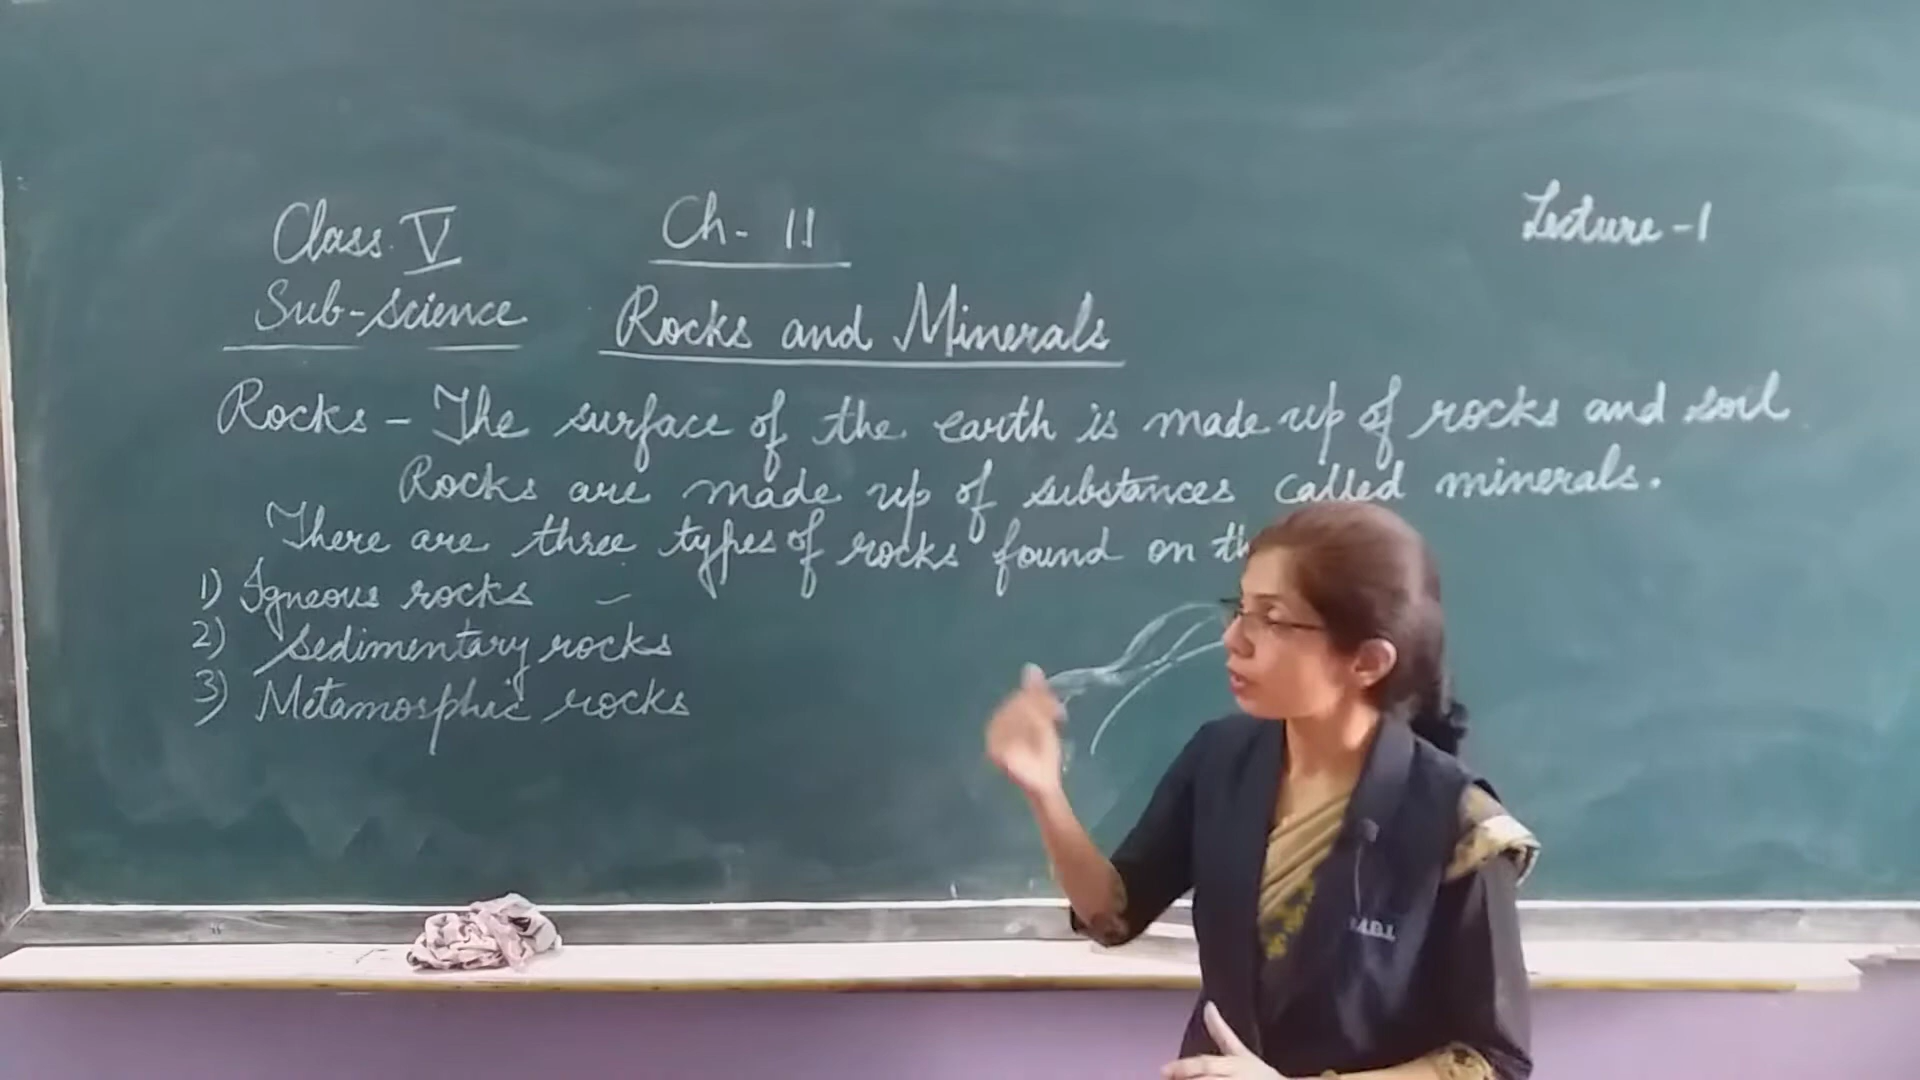 Class V
Ch- 11
Lecture-1
Sub-science
Rocks and Minerals
Rocks - The surface of the earth is made up of rocks and soil
Rocks are made up of substances called minerals.
There are three types of rocks found on th
1) Igneous rocks -
2) Sedimentary rocks
3) Metamorphic rocks